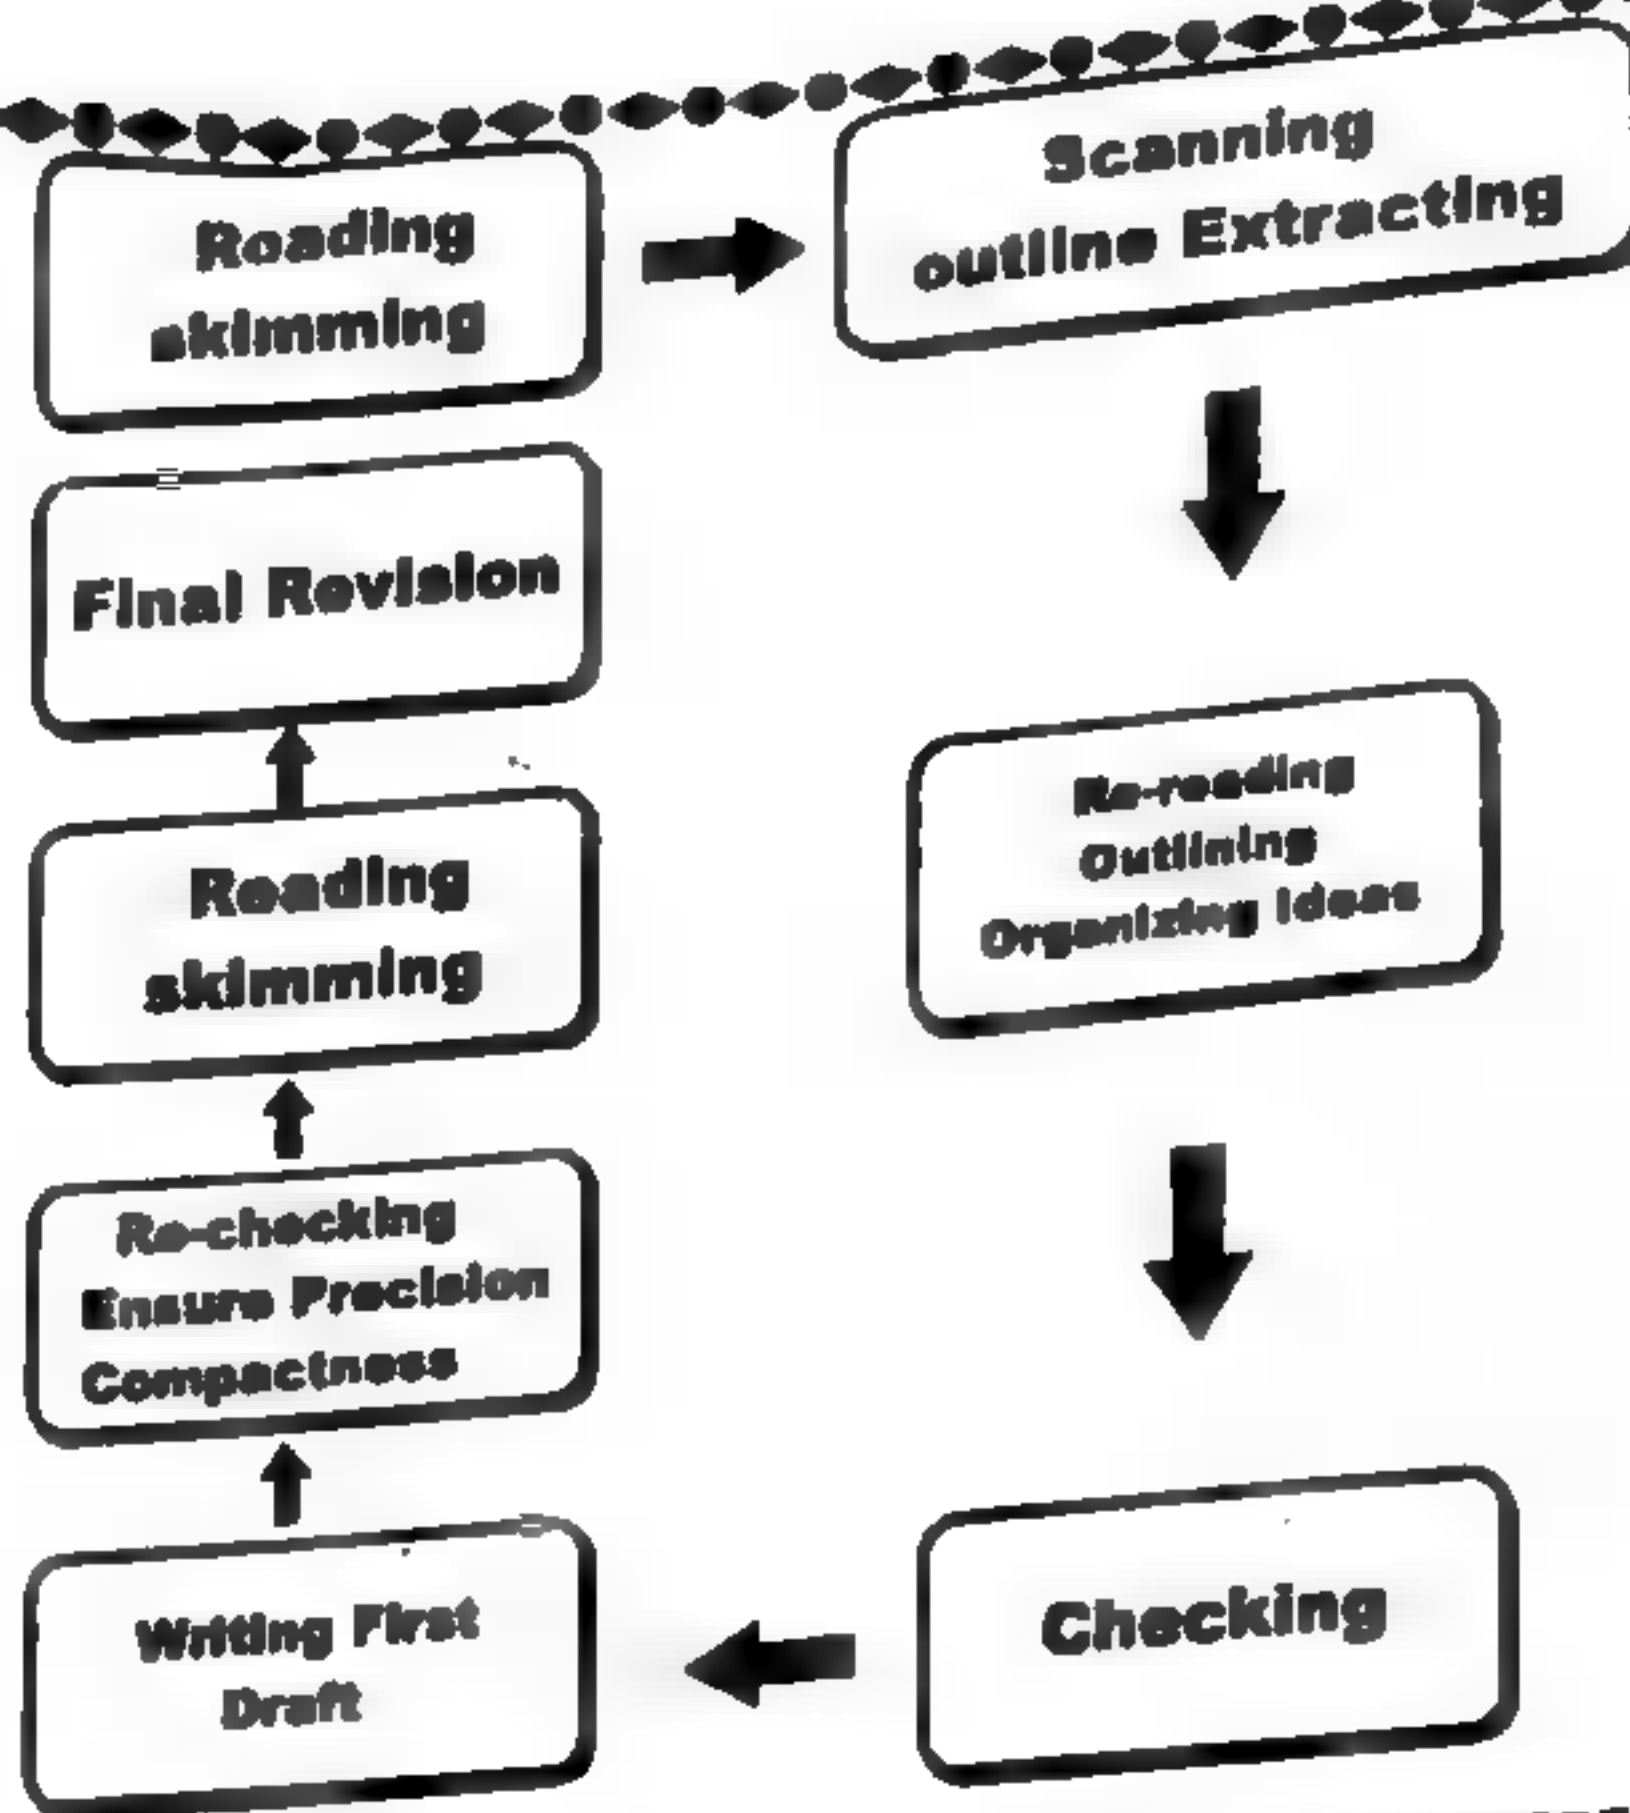 Reading
skimming
Scanning
outline Extracting
Re-reading
Outlining
Organizing Ideas
Checking
Writing First
Draft
Re-checking
Ensure Precision
Compactness
Reading
skimming
Final Revision